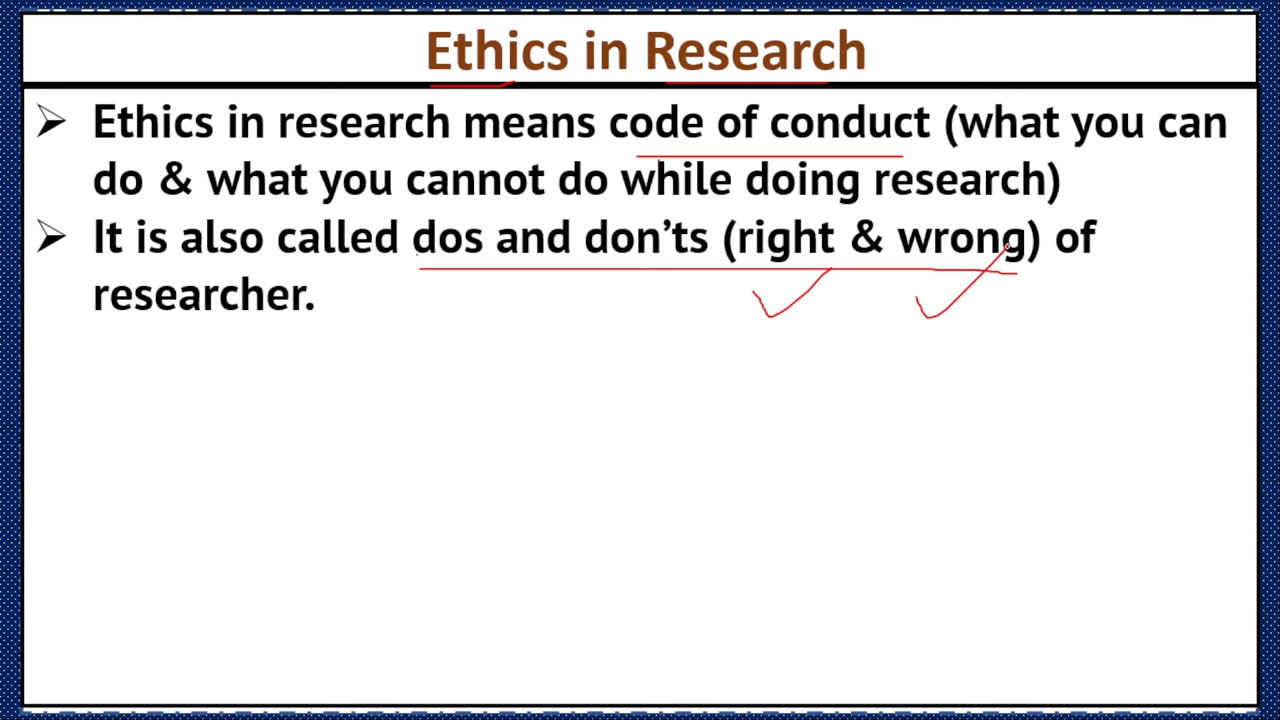 Ethics in Research
➢ Ethics in research means code of conduct (what you can
do & what you cannot do while doing research)
➢ It is also called dos and don’ts (right & wrong) of
researcher.